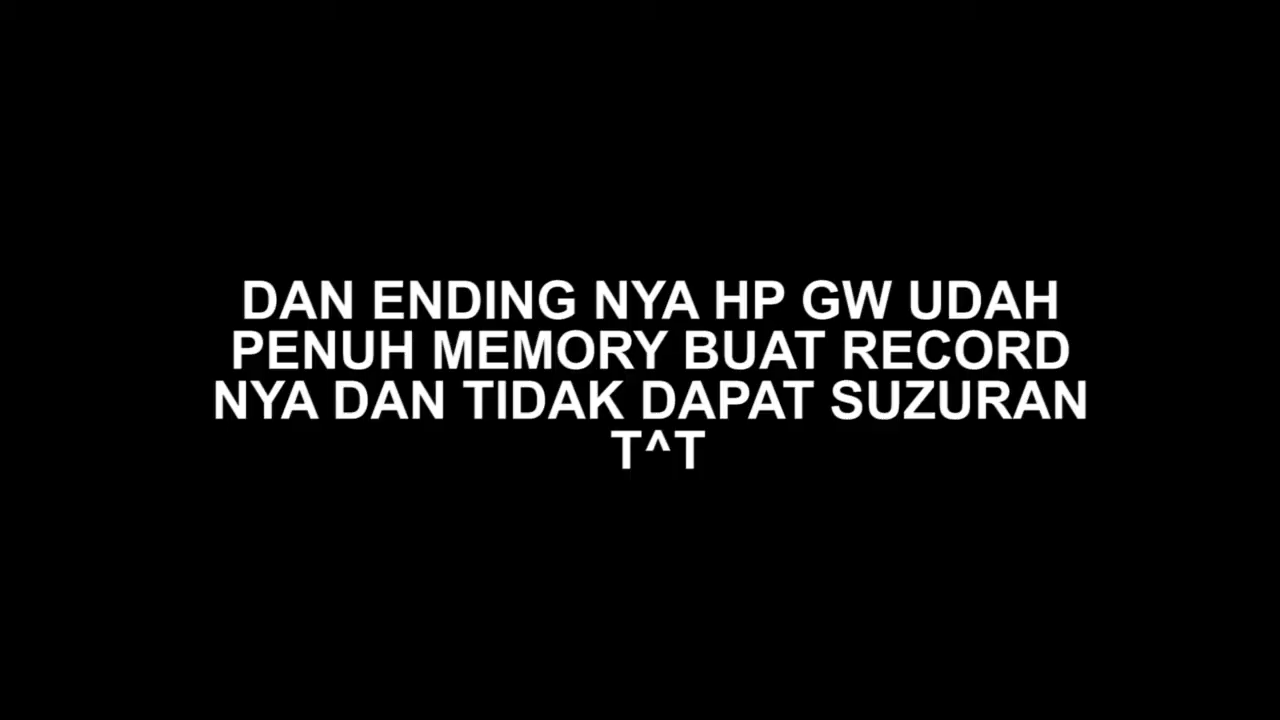 DAN ENDING NYA HP GW UDAH
PENUH MEMORY BUAT RECORD
NYA DAN TIDAK DAPAT SUZURAN
T^T